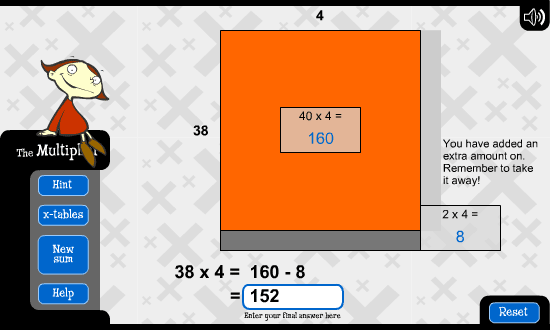 4
38
40 x 4 =
160
You have added an
extra amount on.
Remember to take
it away!
2 x 4 =
8
The Multipl
Hint
x-tables
New
sum
Help
38 x 4 = 160 - 8
= 152
Enter your final answer here
Reset